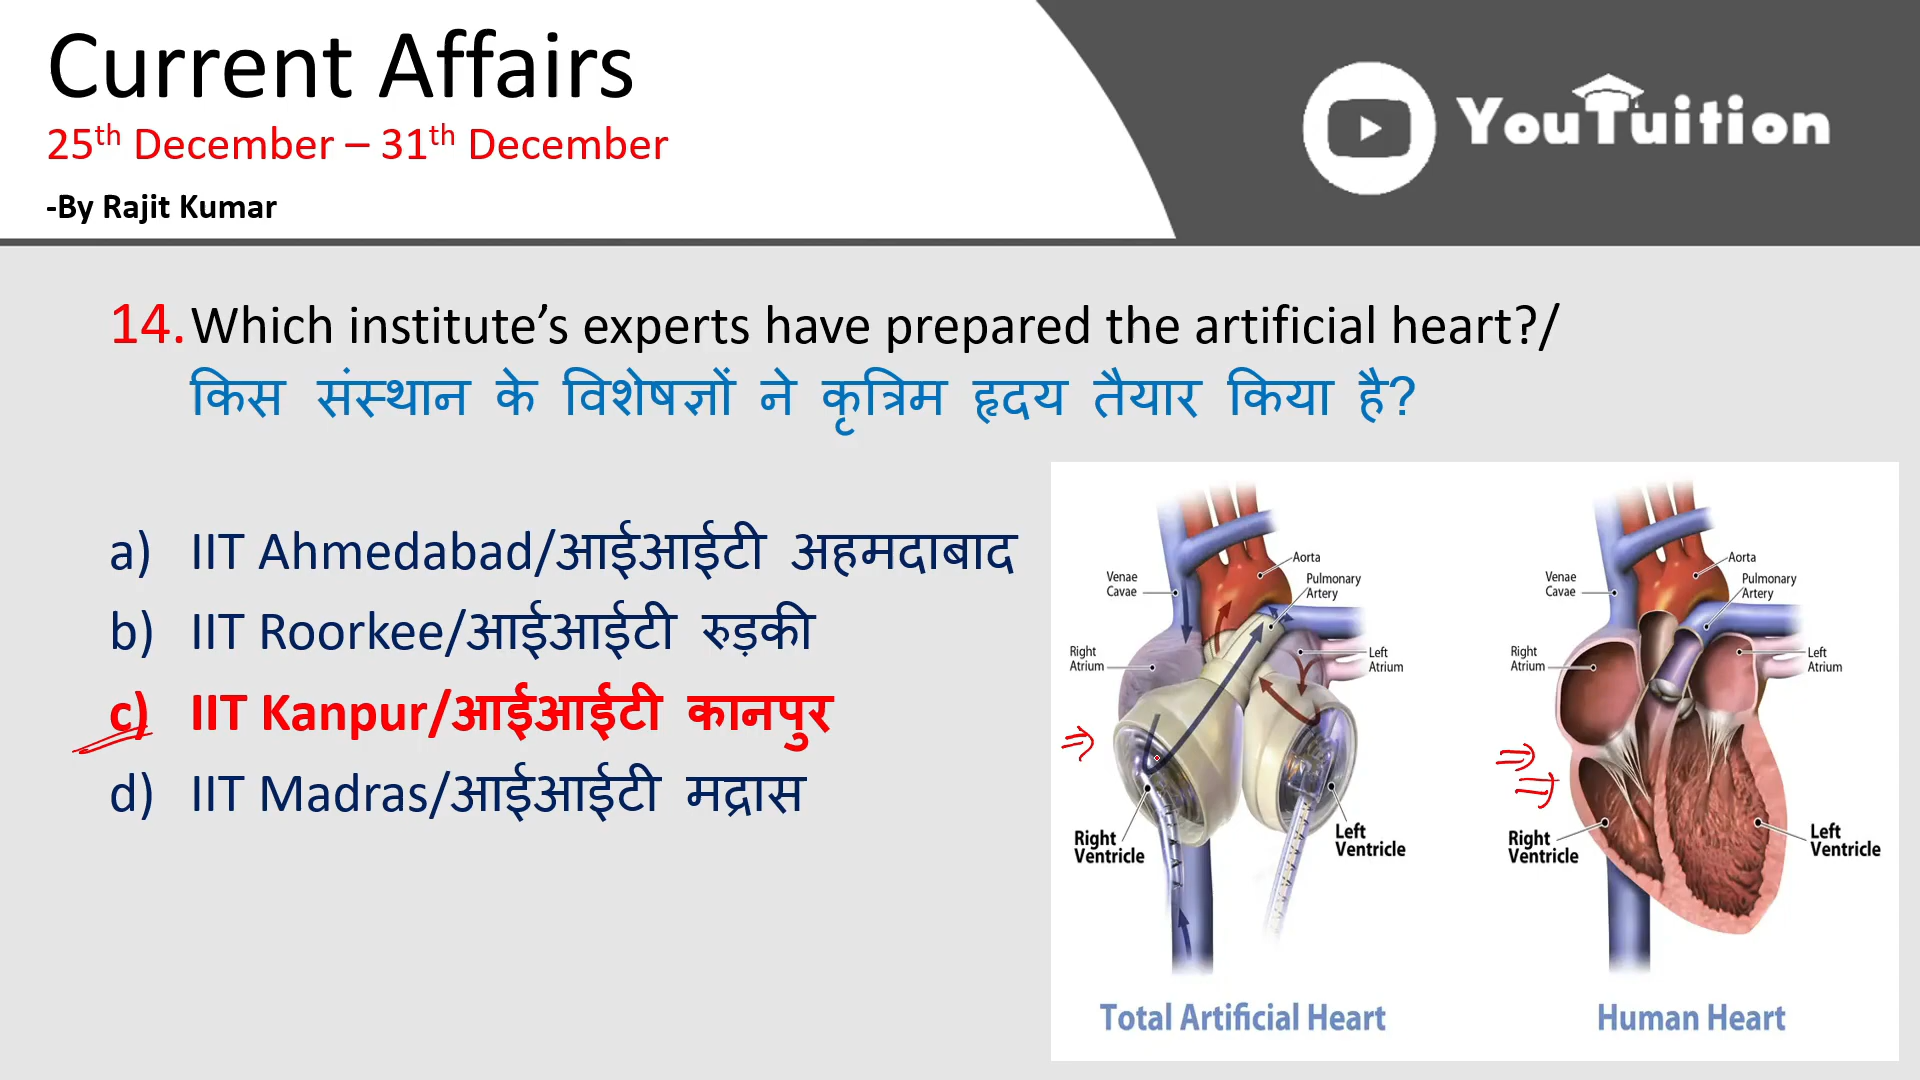 Current Affairs
25th December – 31th December
-By Rajit Kumar
YouTuition
14. Which institute’s experts have prepared the artificial heart?/
किस संस्थान के विशेषज्ञों ने कृत्रिम हृदय तैयार किया है?
a) IIT Ahmedabad/आईआईटी अहमदाबाद
b) IIT Roorkee/आईआईटी रुड़की
c) IIT Kanpur/आईआईटी कानपुर
d) IIT Madras/आईआईटी मद्रास
Aorta
Venae
Cavae
Pulmonary
Artery
Right
Atrium
Left
Atrium
Right
Ventricle
Left
Ventricle
Total Artificial Heart
Aorta
Venae
Cavae
Pulmonary
Artery
Right
Atrium
Left
Atrium
Right
Ventricle
Left
Ventricle
Human Heart